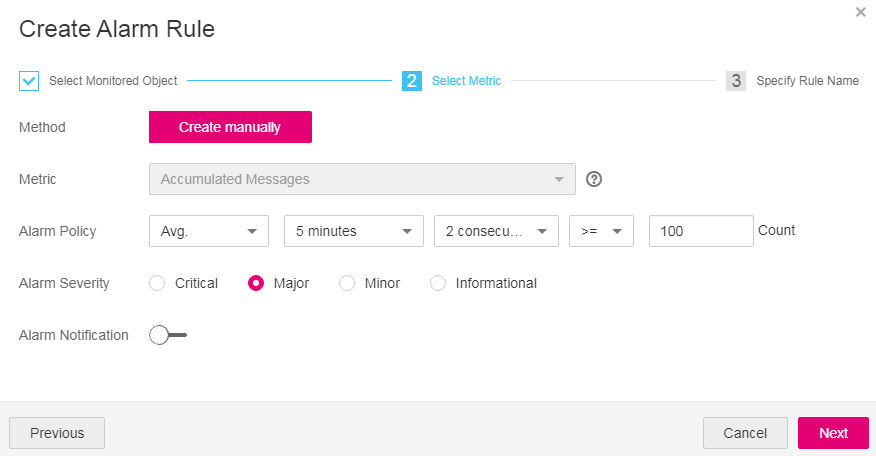 Create Alarm Rule
Select Monitored Object 2 Select Metric 3 Specify Rule Name
Method Create manually
Metric Accumulated Messages ?
Alarm Policy Avg. 5 minutes 2 consecu... >= 100 Count
Alarm Severity Critical Major Minor Informational
Alarm Notification
Previous Cancel Next